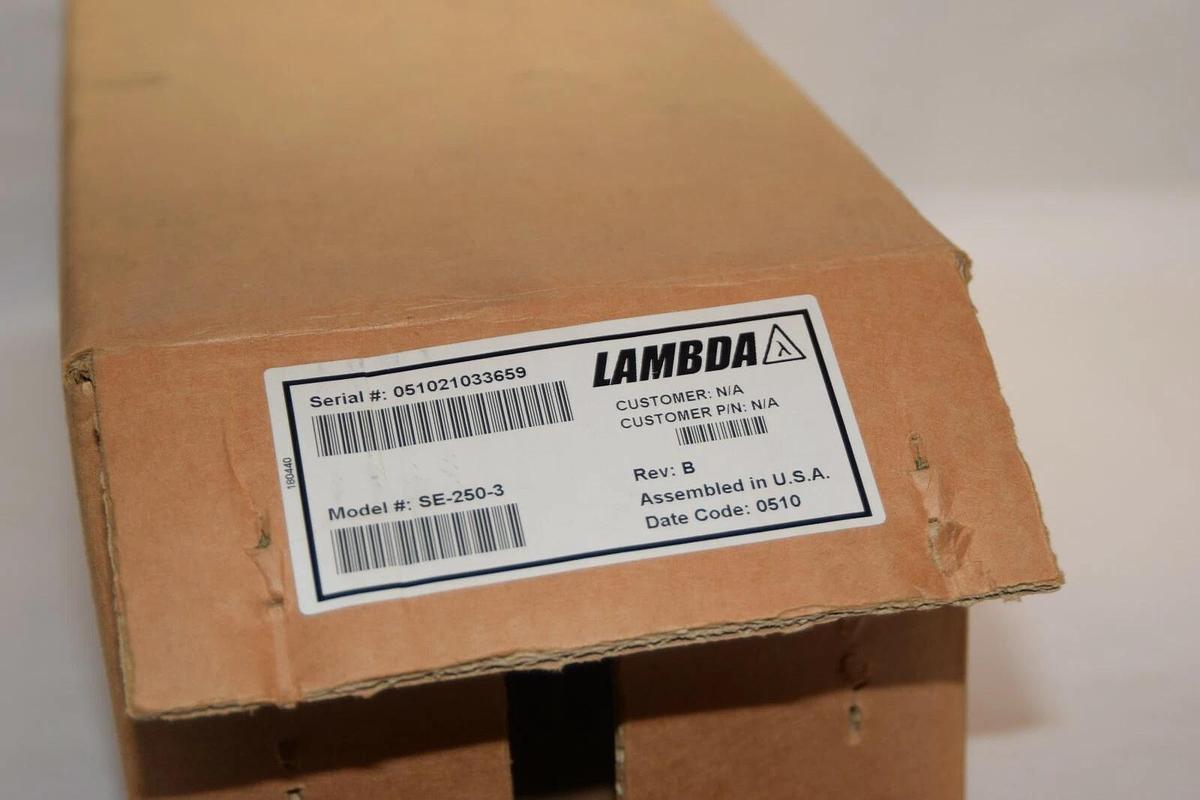 LAMBDA λ
Serial #: 051021033659
CUSTOMER: N/A
CUSTOMER P/N: N/A
180440
Model #: SE-250-3
Rev: B
Assembled in U.S.A.
Date Code: 0510